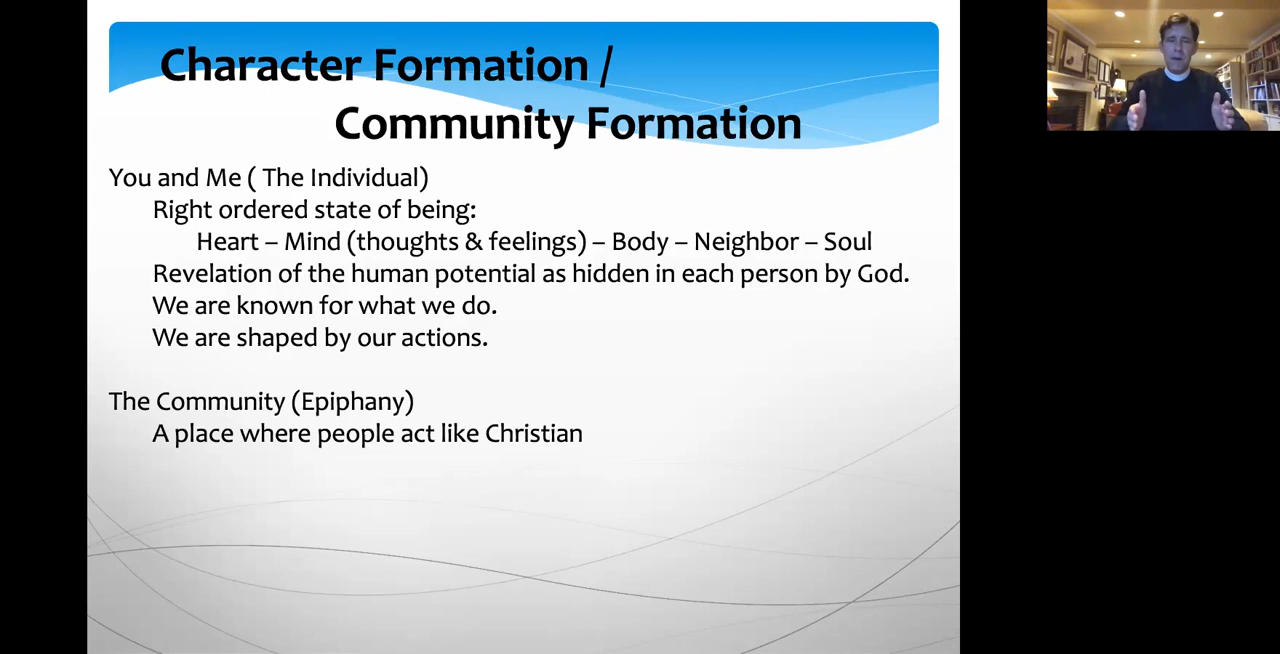 Character Formation /
Community Formation
You and Me ( The Individual)
Right ordered state of being:
Heart – Mind (thoughts & feelings) – Body – Neighbor – Soul
Revelation of the human potential as hidden in each person by God.
We are known for what we do.
We are shaped by our actions.
The Community (Epiphany)
A place where people act like Christian